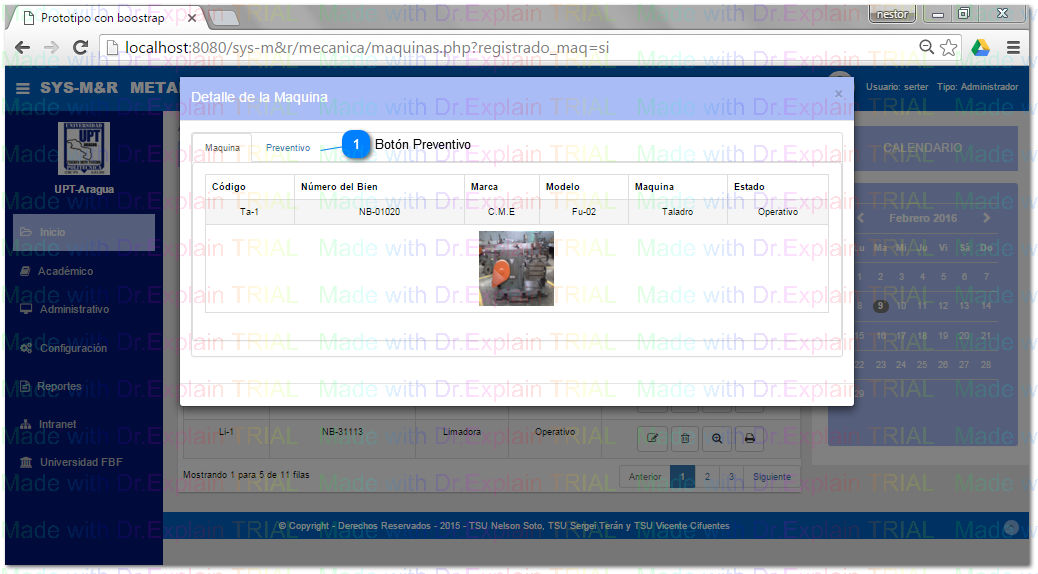 Prototipo con boostrap
nestor
localhost:8080/sys-m&r/mecanica/maquinas.php?registrado_maq=si
SYS-M&R META
Usuario: serter Tipo: Administrador
UNIVERSIDAD
UPT
POLITECNICA
UPT-Aragua
Inicio
Académico
Administrativo
Configuración
Reportes
Intranet
Universidad FBF
Detalle de la Maquina
×
Maquina
Preventivo
1
Botón Preventivo
Código Número del Bien Marca Modelo Maquina Estado
Ta-1 NB-01020 C.M.E Fu-02 Taladro Operativo
CALENDARIO
Febrero 2016
Lu Ma Mi Ju Vi Sá Do
1 2 3 4 5 6 7
8 9 10 11 12 13 14
15 16 17 18 19 20 21
22 23 24 25 26 27 28
29
Li-1 NB-31113 Limadora Operativo
Mostrando 1 para 5 de 11 filas
Anterior 1 2 3 Siguiente
© Copyright - Derechos Reservados - 2015 - TSU Nelson Soto, TSU Sergei Terán y TSU Vicente Cifuentes
Made with Dr.Explain TRIAL